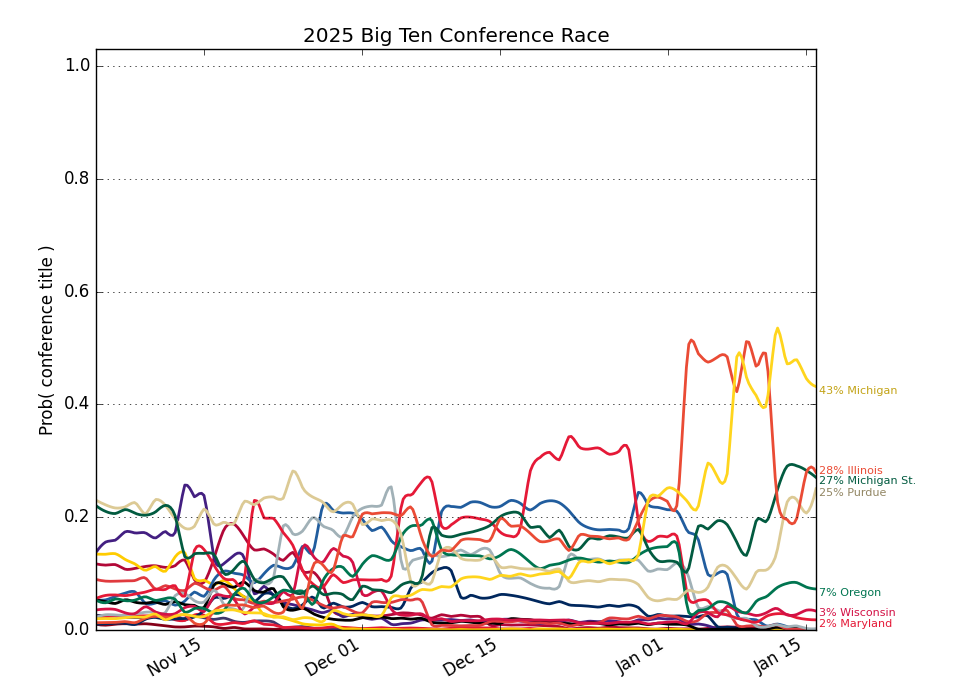 2025 Big Ten Conference Race
Prob( conference title )
1.0
0.8
0.6
0.4
0.2
0.0
43% Michigan
28% Illinois
27% Michigan St.
25% Purdue
7% Oregon
3% Wisconsin
2% Maryland
Nov 15
Dec 01
Dec 15
Jan 01
Jan 15